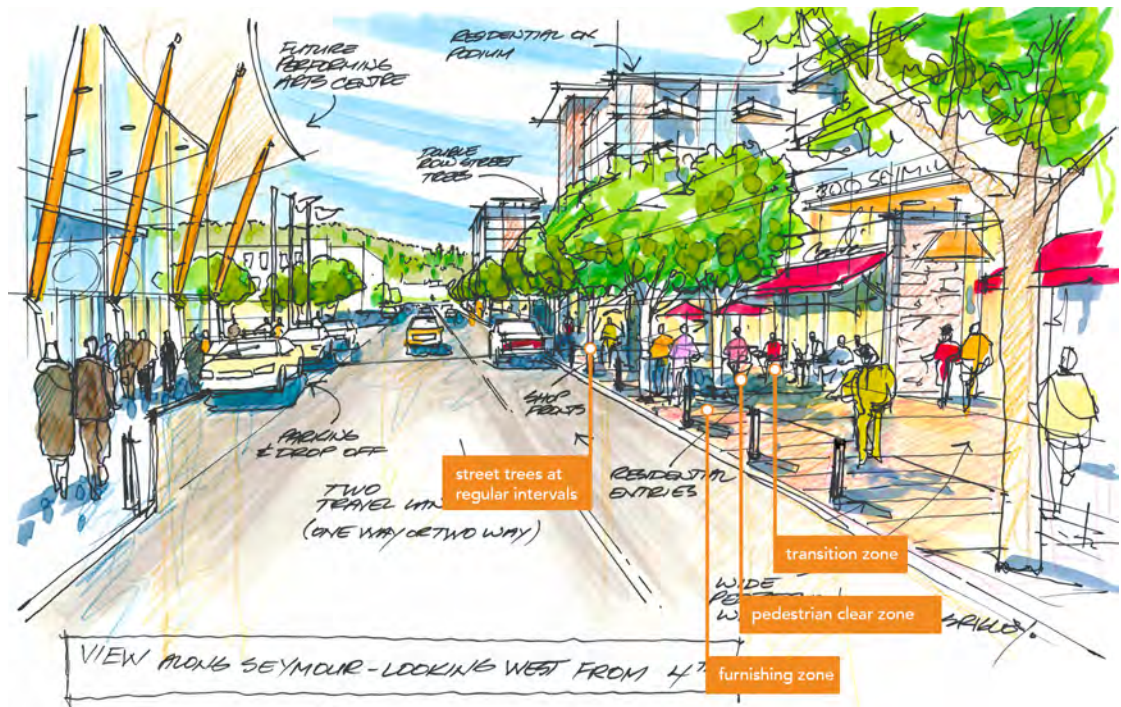 FUTURE
PERFORMING
ARTS CENTRE
RESIDENTIAL ON
PODIUM
DOUBLE
ROW STREET
TREES
300 SEYMOUR
SHOP
FRONTS
PARKING
& DROP OFF
street trees at
regular intervals
RESIDENTIAL
ENTRIES
TWO
TRAVEL
(ONE WAY OR TWO WAY)
transition zone
WIDE
pedestrian clear zone
furnishing zone
VIEW ALONG SEYMOUR-LOOKING WEST FROM 4